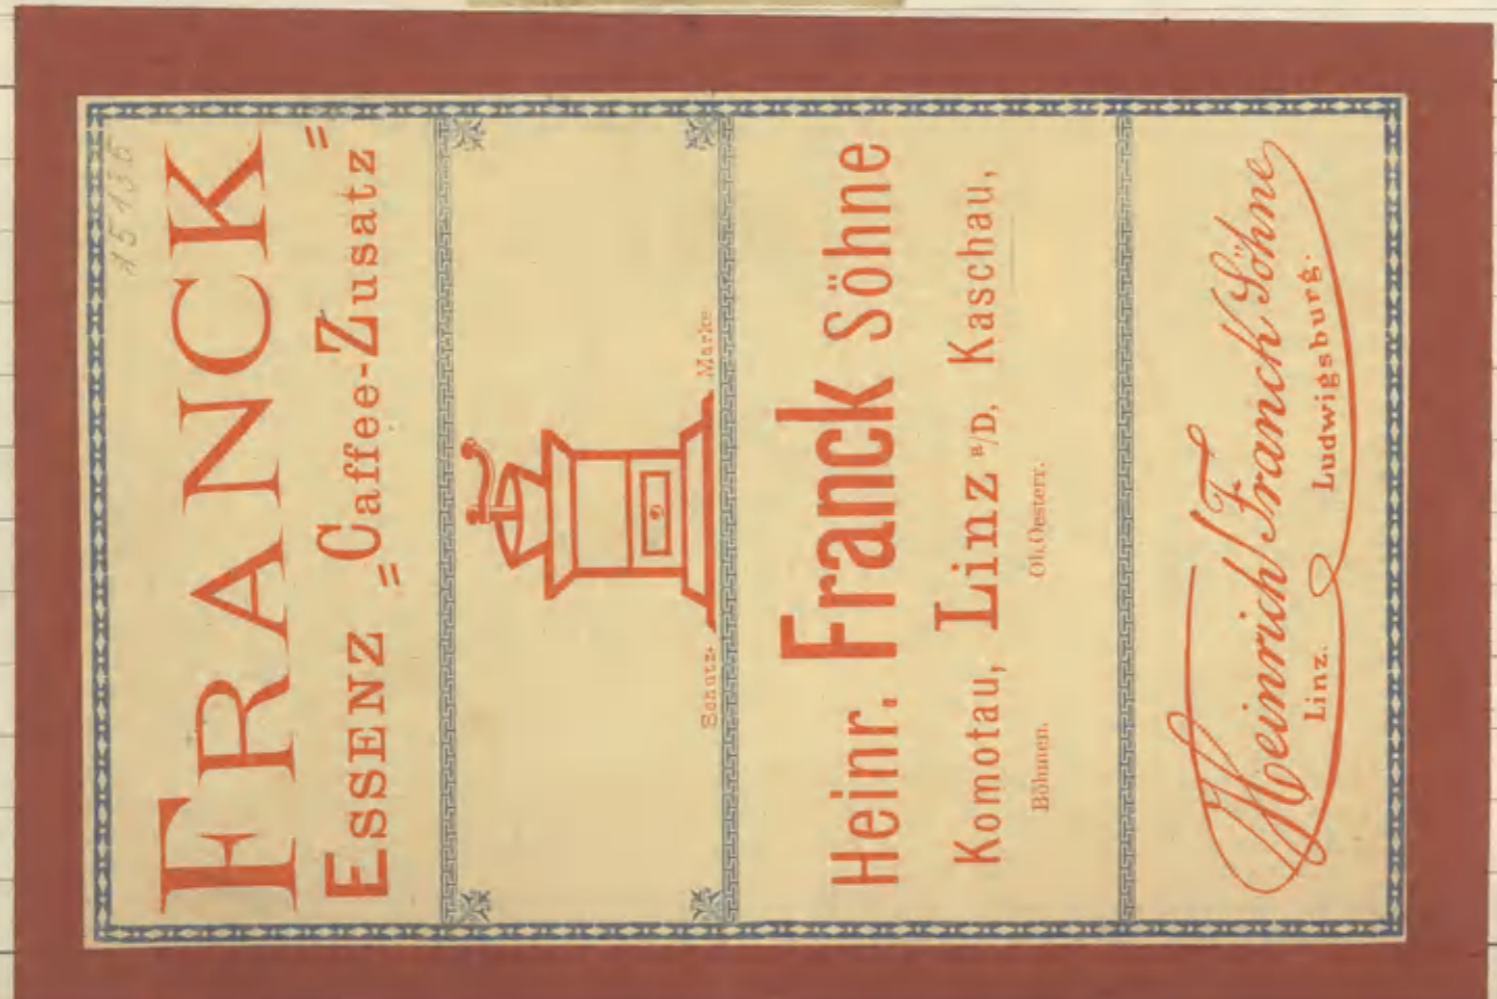 15135
FRANCK
ESSENZ = Caffee-Zusatz =
Schutz- Marke
Heinr. Franck Söhne
Komotau, Linz a/D, Kaschau,
Böhmen. Ob. Oesterr.
Heinrich Franck Söhne
Linz. Ludwigsburg.